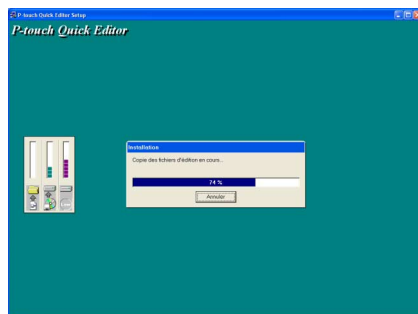 P-touch Quick Editor Setup
P-touch Quick Editor
Installation
Copie des fichiers d'édition en cours...
74 %
Annuler